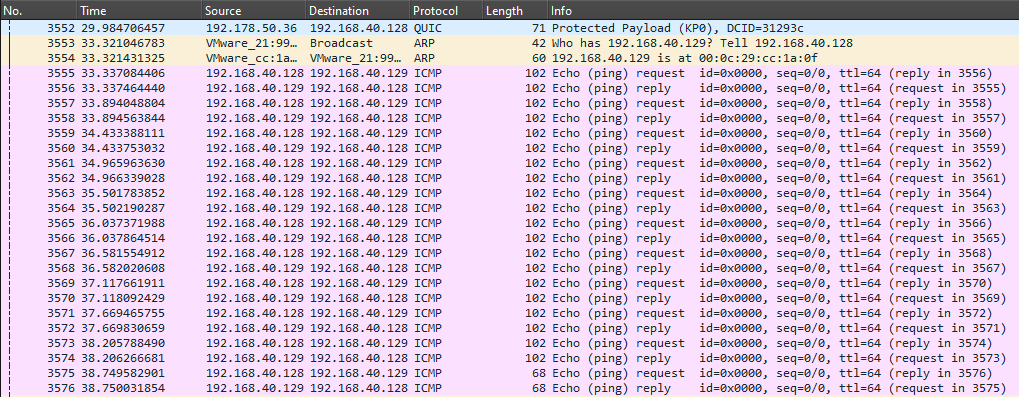 No. Time Source Destination Protocol Length Info
3552 29.984706457 192.178.50.36 192.168.40.128 QUIC 71 Protected Payload (KP0), DCID=31293c
3553 33.321046783 VMware_21:99… Broadcast ARP 42 Who has 192.168.40.129? Tell 192.168.40.128
3554 33.321431325 VMware_cc:1a… VMware_21:99… ARP 60 192.168.40.129 is at 00:0c:29:cc:1a:0f
3555 33.337084406 192.168.40.128 192.168.40.129 ICMP 102 Echo (ping) request id=0x0000, seq=0/0, ttl=64 (reply in 3556)
3556 33.337464440 192.168.40.129 192.168.40.128 ICMP 102 Echo (ping) reply id=0x0000, seq=0/0, ttl=64 (request in 3555)
3557 33.894048804 192.168.40.128 192.168.40.129 ICMP 102 Echo (ping) request id=0x0000, seq=0/0, ttl=64 (reply in 3558)
3558 33.894563844 192.168.40.129 192.168.40.128 ICMP 102 Echo (ping) reply id=0x0000, seq=0/0, ttl=64 (request in 3557)
3559 34.433388111 192.168.40.128 192.168.40.129 ICMP 102 Echo (ping) request id=0x0000, seq=0/0, ttl=64 (reply in 3560)
3560 34.433753032 192.168.40.129 192.168.40.128 ICMP 102 Echo (ping) reply id=0x0000, seq=0/0, ttl=64 (request in 3559)
3561 34.965963630 192.168.40.128 192.168.40.129 ICMP 102 Echo (ping) request id=0x0000, seq=0/0, ttl=64 (reply in 3562)
3562 34.966339028 192.168.40.129 192.168.40.128 ICMP 102 Echo (ping) reply id=0x0000, seq=0/0, ttl=64 (request in 3561)
3563 35.501783852 192.168.40.128 192.168.40.129 ICMP 102 Echo (ping) request id=0x0000, seq=0/0, ttl=64 (reply in 3564)
3564 35.502190287 192.168.40.129 192.168.40.128 ICMP 102 Echo (ping) reply id=0x0000, seq=0/0, ttl=64 (request in 3563)
3565 36.037371988 192.168.40.128 192.168.40.129 ICMP 102 Echo (ping) request id=0x0000, seq=0/0, ttl=64 (reply in 3566)
3566 36.037864514 192.168.40.129 192.168.40.128 ICMP 102 Echo (ping) reply id=0x0000, seq=0/0, ttl=64 (request in 3565)
3567 36.581554912 192.168.40.128 192.168.40.129 ICMP 102 Echo (ping) request id=0x0000, seq=0/0, ttl=64 (reply in 3568)
3568 36.582020608 192.168.40.129 192.168.40.128 ICMP 102 Echo (ping) reply id=0x0000, seq=0/0, ttl=64 (request in 3567)
3569 37.117661911 192.168.40.128 192.168.40.129 ICMP 102 Echo (ping) request id=0x0000, seq=0/0, ttl=64 (reply in 3570)
3570 37.118092429 192.168.40.129 192.168.40.128 ICMP 102 Echo (ping) reply id=0x0000, seq=0/0, ttl=64 (request in 3569)
3571 37.669465755 192.168.40.128 192.168.40.129 ICMP 102 Echo (ping) request id=0x0000, seq=0/0, ttl=64 (reply in 3572)
3572 37.669830659 192.168.40.129 192.168.40.128 ICMP 102 Echo (ping) reply id=0x0000, seq=0/0, ttl=64 (request in 3571)
3573 38.205788490 192.168.40.128 192.168.40.129 ICMP 102 Echo (ping) request id=0x0000, seq=0/0, ttl=64 (reply in 3574)
3574 38.206266681 192.168.40.129 192.168.40.128 ICMP 102 Echo (ping) reply id=0x0000, seq=0/0, ttl=64 (request in 3573)
3575 38.749582901 192.168.40.128 192.168.40.129 ICMP 68 Echo (ping) request id=0x0000, seq=0/0, ttl=64 (reply in 3576)
3576 38.750031854 192.168.40.129 192.168.40.128 ICMP 68 Echo (ping) reply id=0x0000, seq=0/0, ttl=64 (request in 3575)